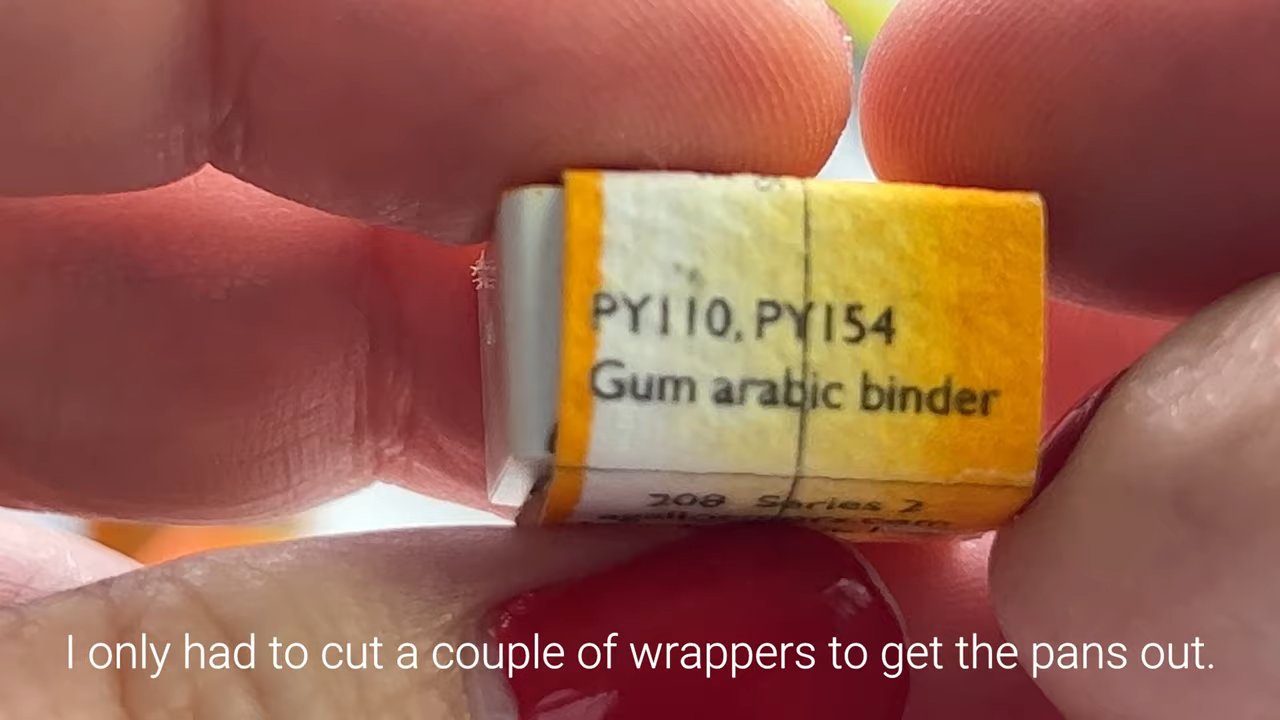 PY110, PY154
Gum arabic binder
208 Series 2
I only had to cut a couple of wrappers to get the pans out.